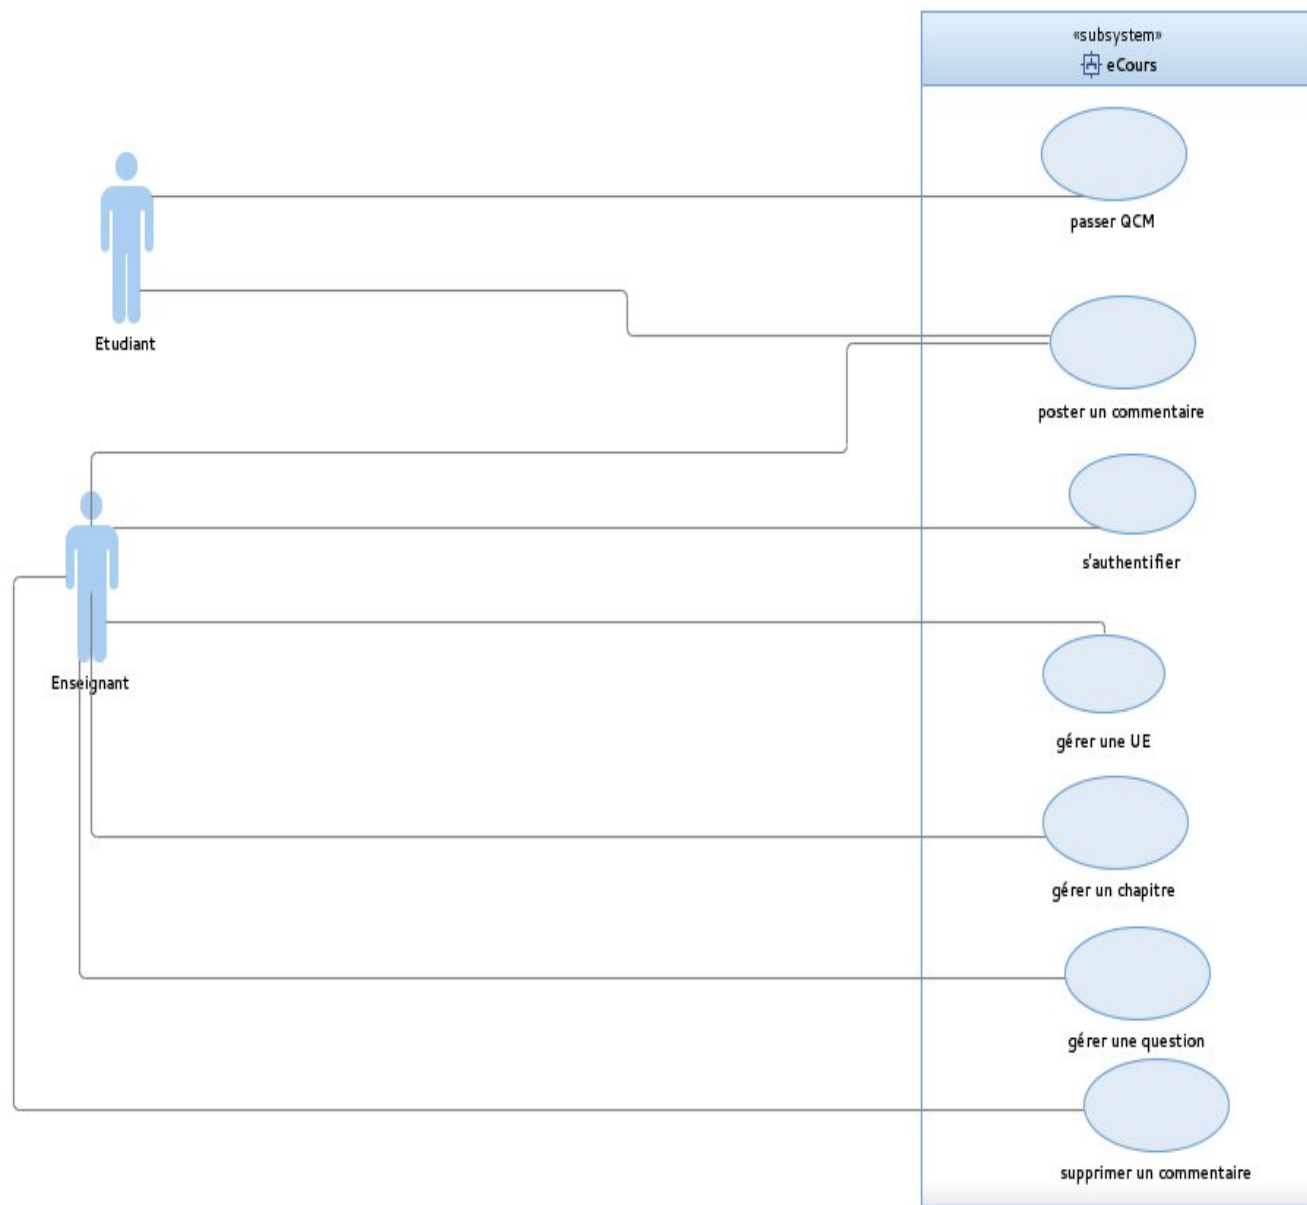 «subsystem»
eCours
passer QCM
Etudiant
poster un commentaire
s'authentifier
Enseignant
gérer une UE
gérer un chapitre
gérer une question
supprimer un commentaire